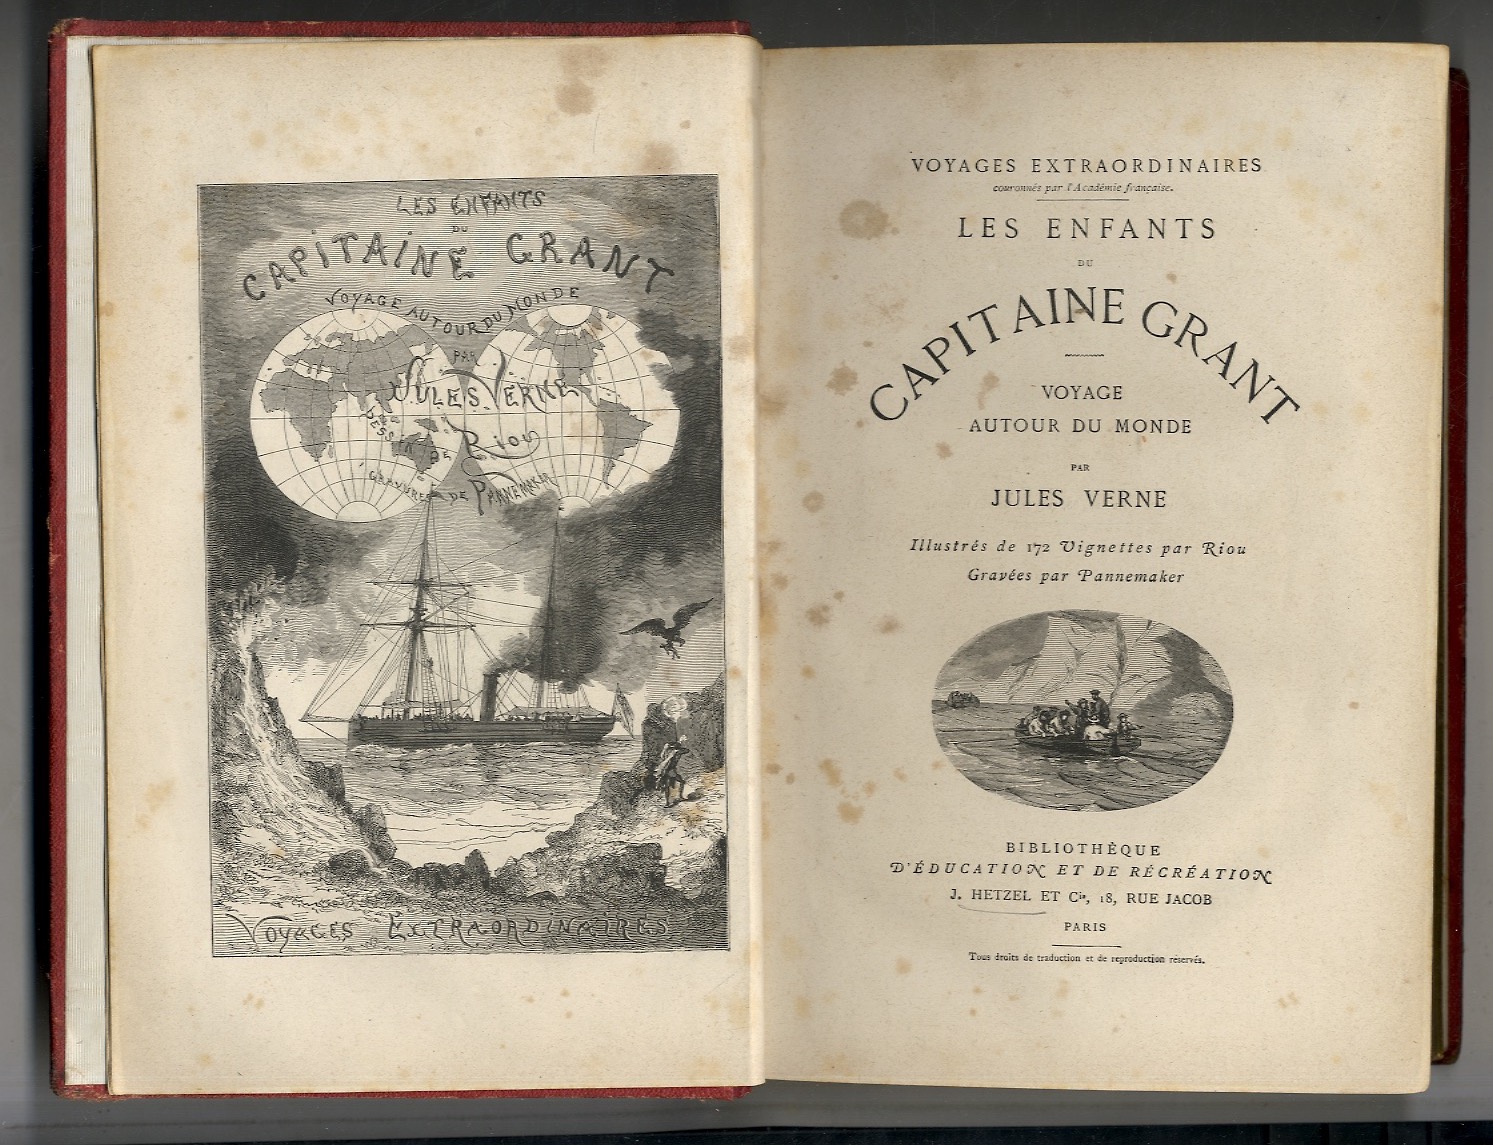 LES ENFANTS
DU
CAPITAINE GRANT
VOYAGE AUTOUR DU MONDE
PAR
JULES VERNE
DESSINS DE Riou
GRAVURES DE PANNEMAKER
VOYAGES EXTRAORDINAIRES
VOYAGES EXTRAORDINAIRES
couronnés par l'Académie française.
LES ENFANTS
DU
CAPITAINE GRANT
VOYAGE
AUTOUR DU MONDE
PAR
JULES VERNE
Illustrés de 172 Vignettes par Riou
Gravées par Pannemaker
BIBLIOTHÈQUE
D'ÉDUCATION ET DE RÉCRÉATION
J. HETZEL ET Cie, 18, RUE JACOB
PARIS
Tous droits de traduction et de reproduction réservés.